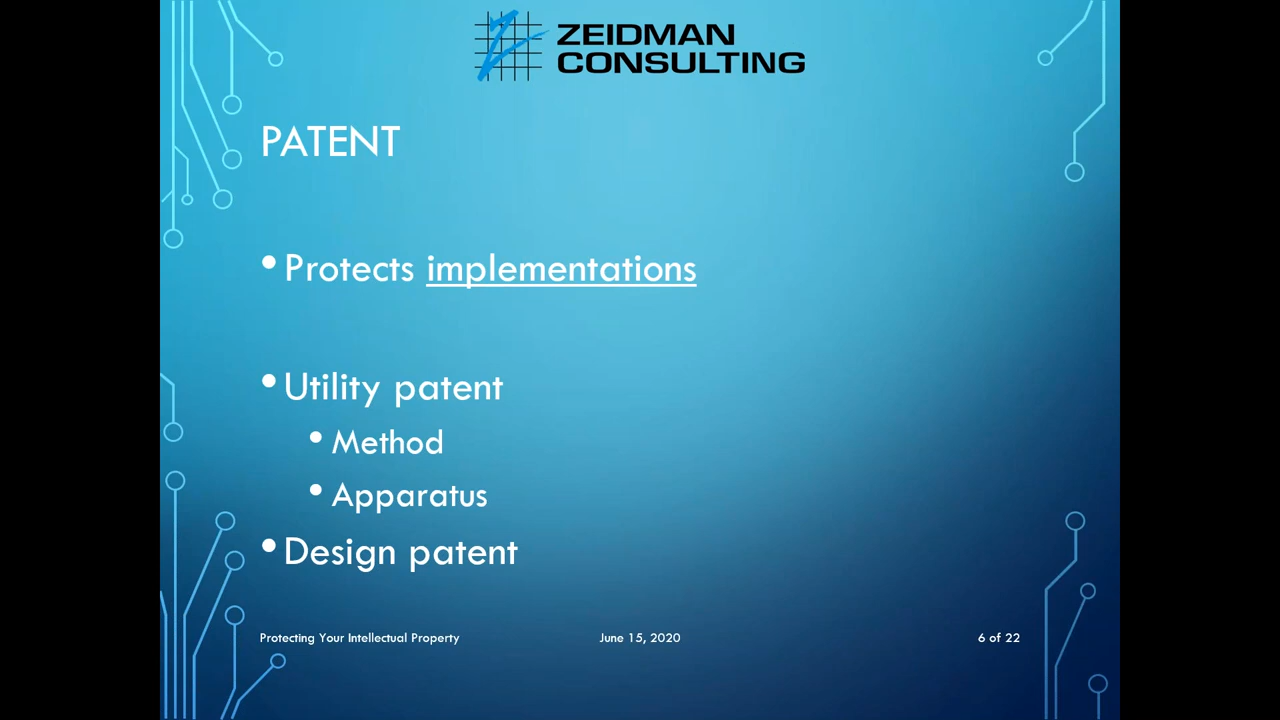 ZEIDMAN
CONSULTING
PATENT
• Protects implementations
• Utility patent
• Method
• Apparatus
• Design patent
Protecting Your Intellectual Property June 15, 2020 6 of 22